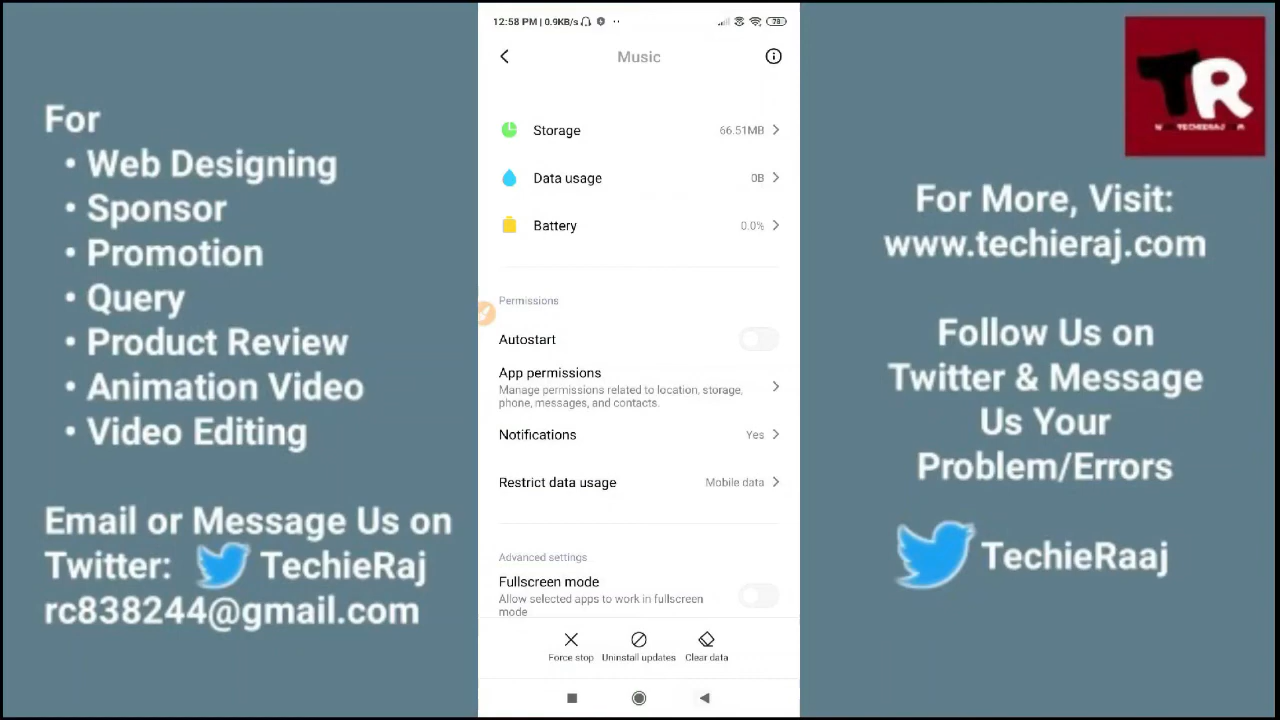 For
• Web Designing
• Sponsor
• Promotion
• Query
• Product Review
• Animation Video
• Video Editing
Email or Message Us on
Twitter: TechieRaj
rc838244@gmail.com
12:58 PM | 0.9KB/s
78
Music
Storage 66.51MB
Data usage 0B
Battery 0.0%
Permissions
Autostart
App permissions
Manage permissions related to location, storage,
phone, messages, and contacts.
Notifications Yes
Restrict data usage Mobile data
Advanced settings
Fullscreen mode
Allow selected apps to work in fullscreen
mode
Force stop Uninstall updates Clear data
TR
For More, Visit:
www.techieraj.com
Follow Us on
Twitter & Message
Us Your
Problem/Errors
TechieRaaj